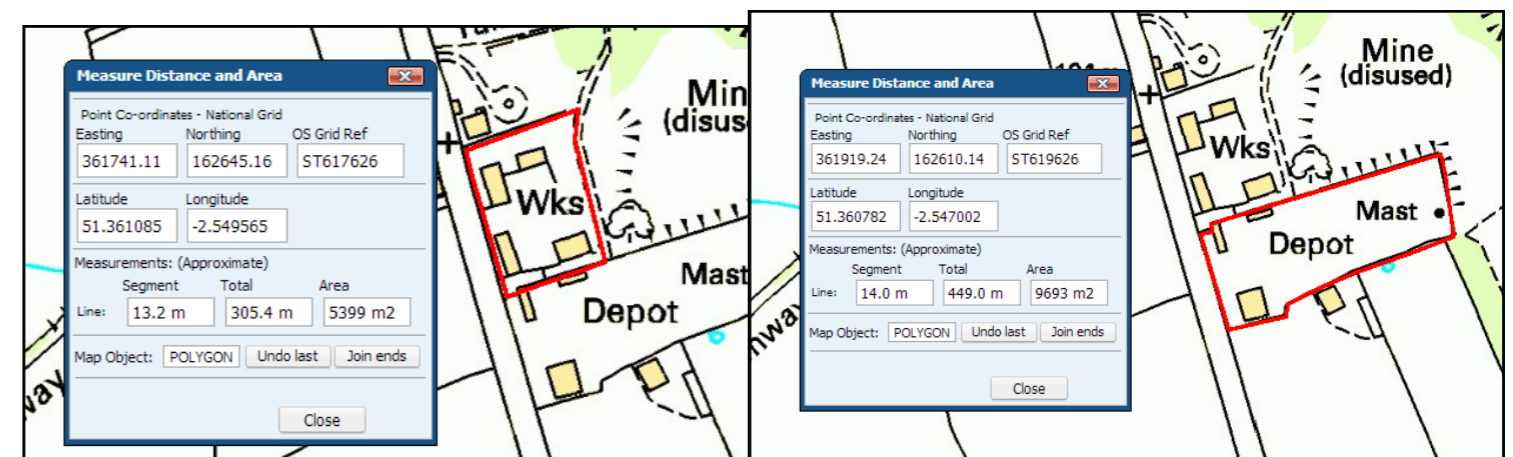 Measure Distance and Area
Point Co-ordinates - National Grid
Easting Northing OS Grid Ref
361741.11 162645.16 ST617626
Latitude Longitude
51.361085 -2.549565
Measurements: (Approximate)
Segment Total Area
Line: 13.2 m 305.4 m 5399 m2
Map Object: POLYGON Undo last Join ends
Close
Min
(disus
Wks
Mast
Depot
way
Measure Distance and Area
Point Co-ordinates - National Grid
Easting Northing OS Grid Ref
361919.24 162610.14 ST619626
Latitude Longitude
51.360782 -2.547002
Measurements: (Approximate)
Segment Total Area
Line: 14.0 m 449.0 m 9693 m2
Map Object: POLYGON Undo last Join ends
Close
Mine
(disused)
Wks
Mast
Depot
nway